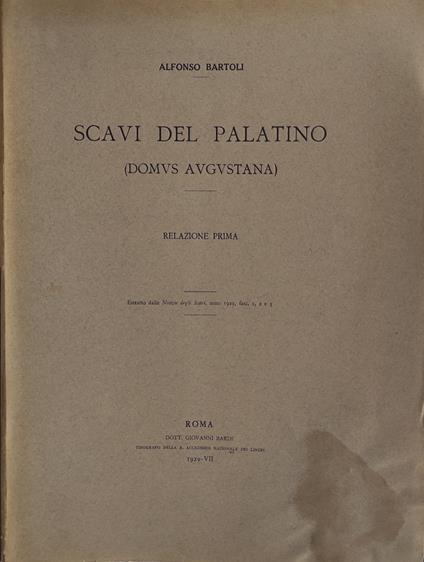 ALFONSO BARTOLI
SCAVI DEL PALATINO
(DOMVS AVGVSTANA)
RELAZIONE PRIMA
Estratto dalle Notizie degli Scavi, anno 1929, fasc. 1, 2 e 3
ROMA
DOTT. GIOVANNI BARDI
TIPOGRAFO DELLA R. ACCADEMIA NAZIONALE DEI LINCEI
1929-VII